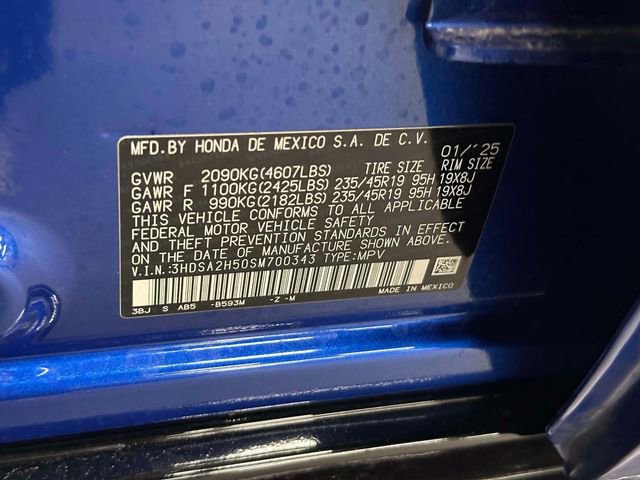 MFD.BY HONDA DE MEXICO S.A. DE C.V. 01/'25
GVWR 2090KG(4607LBS) TIRE SIZE RIM SIZE
GAWR F 1100KG(2425LBS) 235/45R19 95H 19X8J
GAWR R 990KG(2182LBS) 235/45R19 95H 19X8J
THIS VEHICLE CONFORMS TO ALL APPLICABLE
FEDERAL MOTOR VEHICLE SAFETY
AND THEFT PREVENTION STANDARDS IN EFFECT
ON THE DATE OF MANUFACTURE SHOWN ABOVE.
V.I.N.:3HDSA2H50SM700343 TYPE:MPV
3BJ S AB5 -B593M -Z -M MADE IN MEXICO